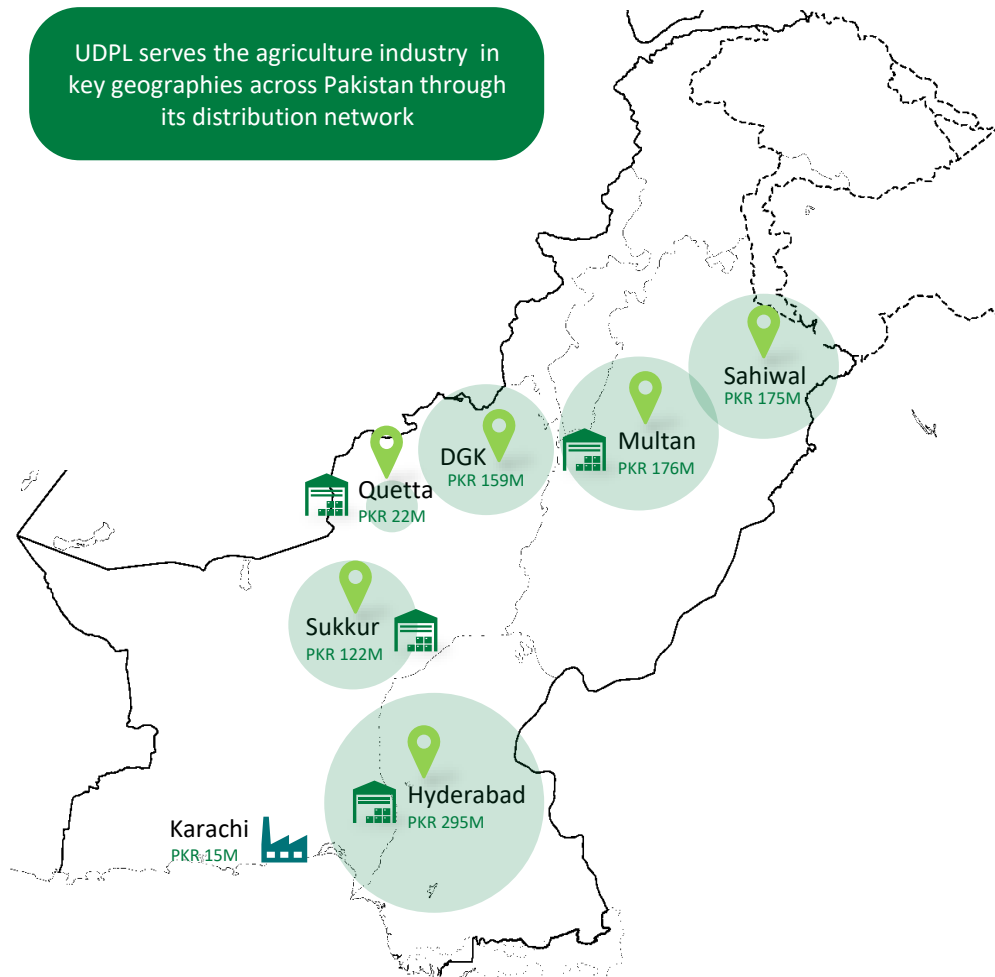 UDPL serves the agriculture industry in
key geographies across Pakistan through
its distribution network
Sahiwal
PKR 175M
Multan
PKR 176M
DGK
PKR 159M
Quetta
PKR 22M
Sukkur
PKR 122M
Hyderabad
PKR 295M
Karachi
PKR 15M